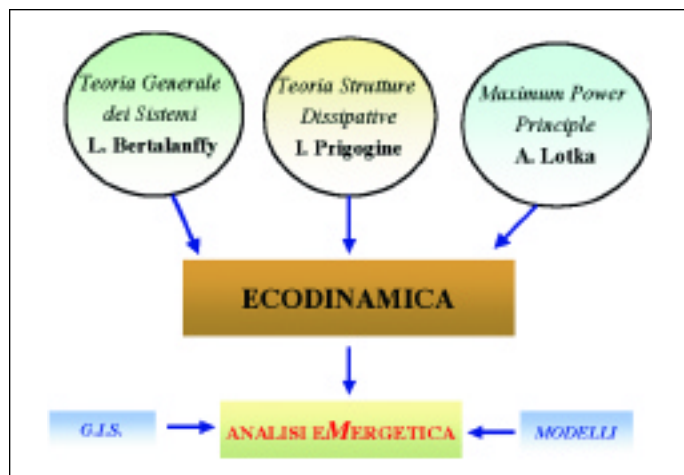 Teoria Generale
dei Sistemi
L. Bertalanffy
Teoria Strutture
Dissipative
I. Prigogine
Maximum Power
Principle
A. Lotka
ECODINAMICA
G.I.S.
ANALISI EMERGETICA
MODELLI